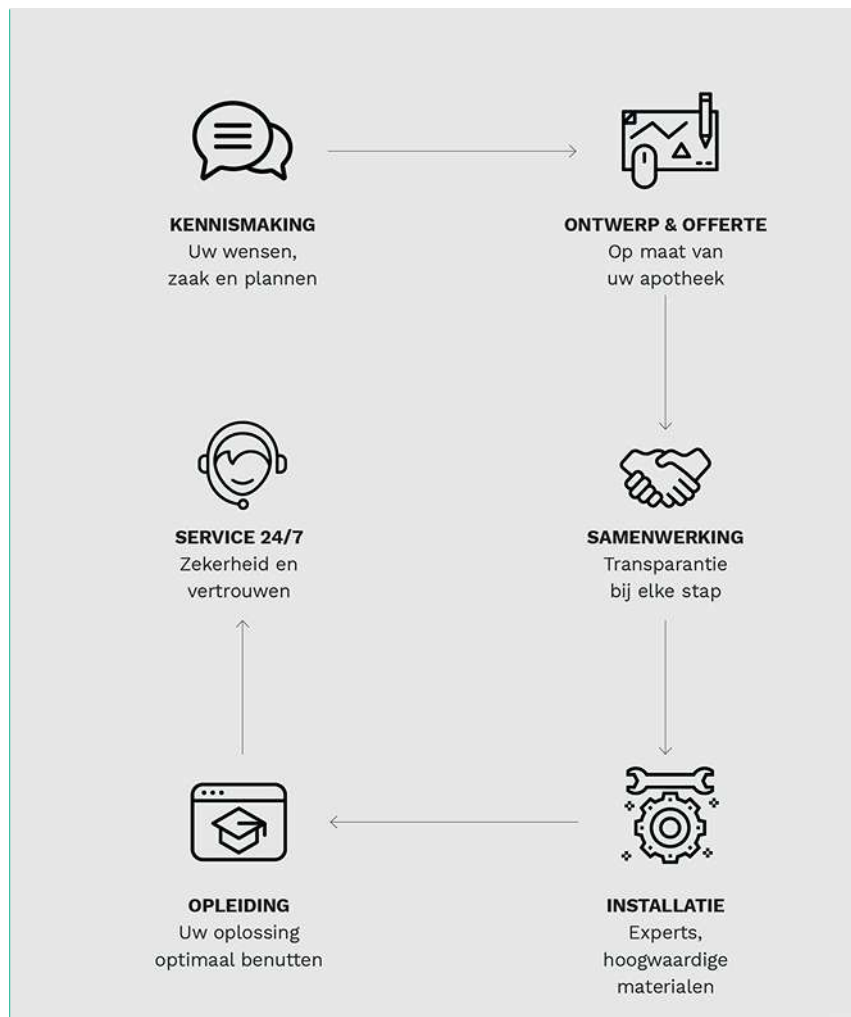 KENNISMAKING
Uw wensen,
zaak en plannen
ONTWERP & OFFERTE
Op maat van
uw apotheek
SAMENWERKING
Transparantie
bij elke stap
INSTALLATIE
Experts,
hoogwaardige
materialen
OPLEIDING
Uw oplossing
optimaal benutten
SERVICE 24/7
Zekerheid en
vertrouwen